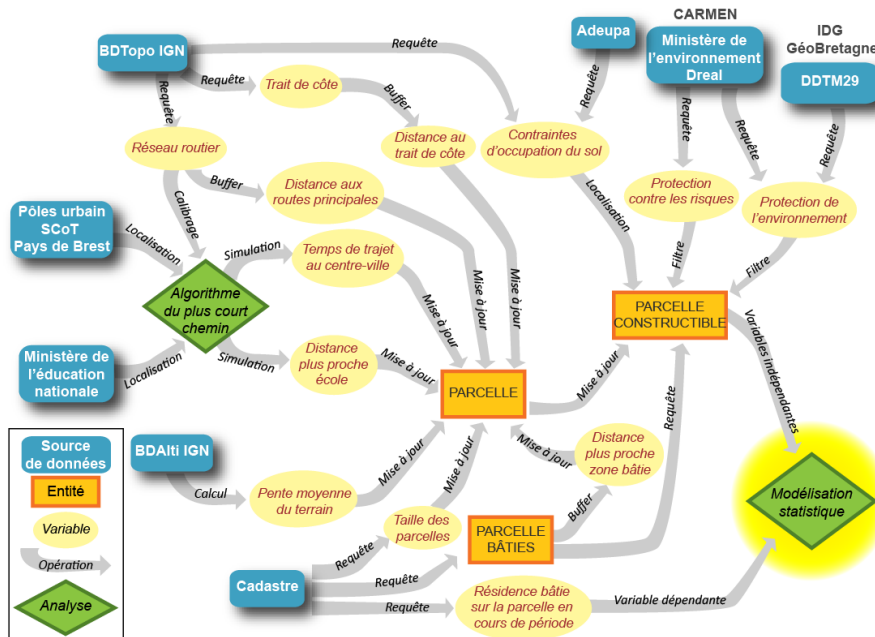 CARMEN
IDG
GéoBretagne
BDTopo IGN
Requête
Adeupa
Ministère de
l'environnement
Dreal
DDTM29
Requête
Trait de côte
Buffer
Requête
Requête
Requête
Requête
Requête
Réseau routier
Distance au
trait de côte
Contraintes
d'occupation du sol
Calibrage
Buffer
Distance aux
routes principales
Localisation
Protection
contre les risques
Protection de
l'environnement
Pôles urbain
SCoT
Pays de Brest
Localisation
Simulation
Temps de trajet
au centre-ville
Mise à jour
Mise à jour
Mise à jour
Filtre
Filtre
Algorithme
du plus court
chemin
PARCELLE
CONSTRUCTIBLE
Ministère de
l'éducation
nationale
Localisation
Simulation
Distance
plus proche
école
Mise à jour
PARCELLE
Mise à jour
Requête
Variables indépendantes
Source
de données
Entité
Variable
Opération
Analyse
BDAlti IGN
Calcul
Pente moyenne
du terrain
Mise à jour
Mise à jour
Mise à jour
Distance
plus proche
zone bâtie
Taille des
parcelles
PARCELLE
BÂTIES
Buffer
Modélisation
statistique
Cadastre
Requête
Requête
Requête
Résidence bâtie
sur la parcelle en
cours de période
Variable dépendante